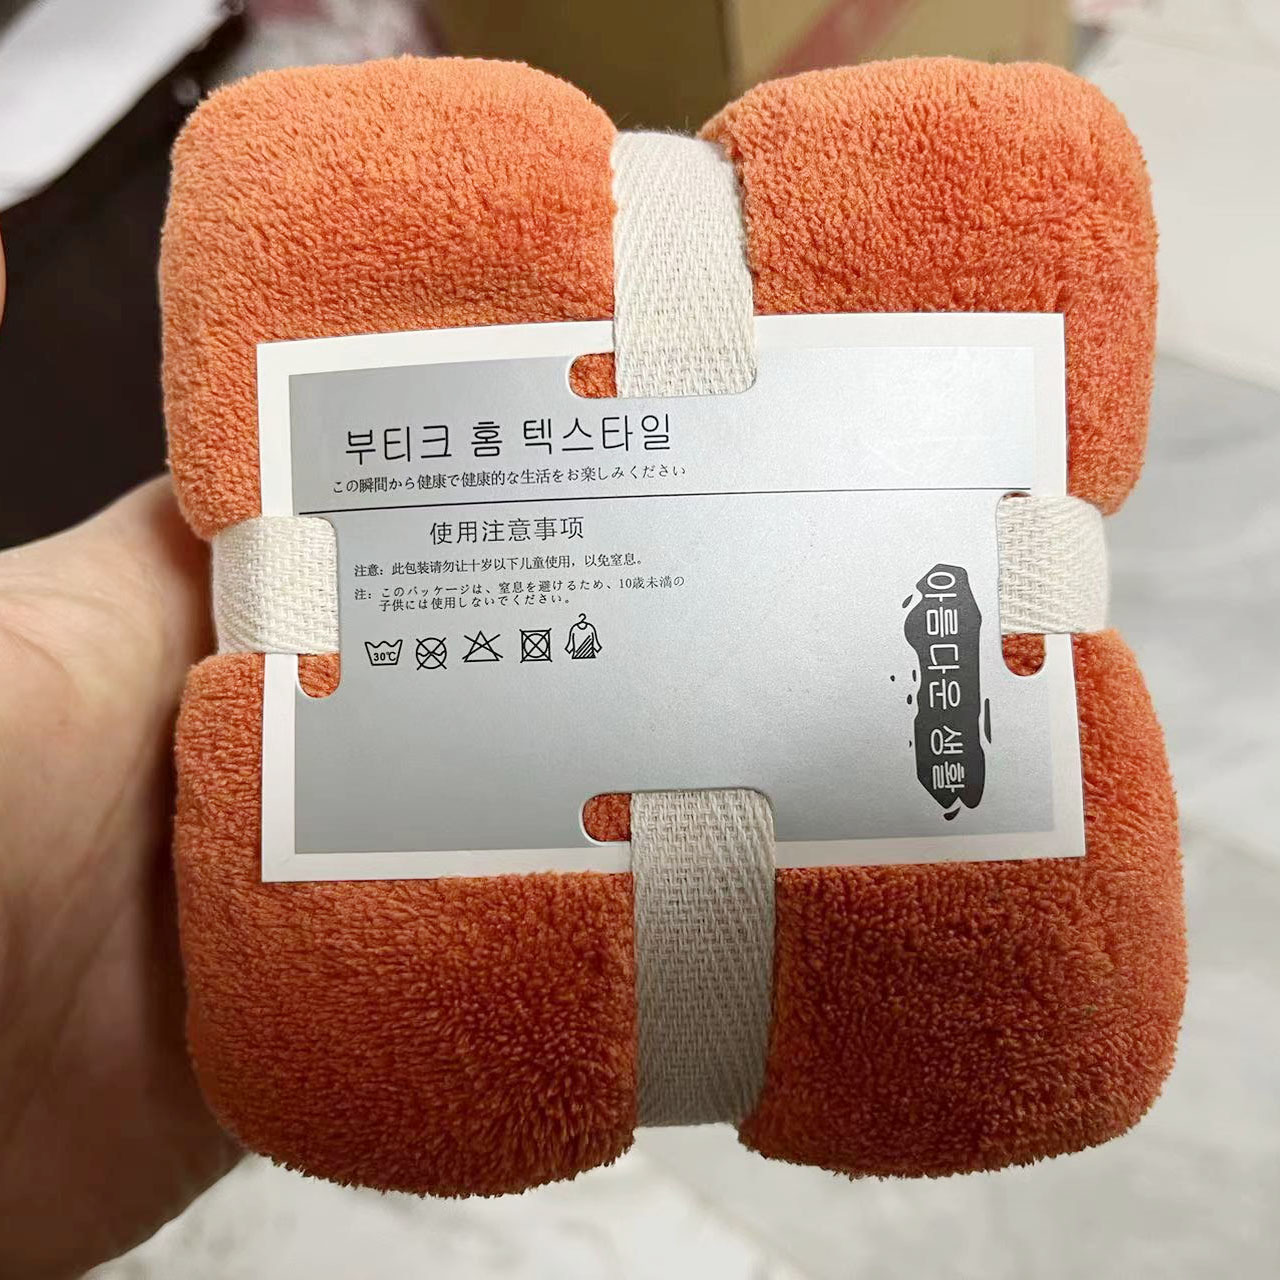 부티크 홈 텍스타일
この瞬間から健康で健康的な生活をお楽しみください
使用注意事项
注意：此包装请勿让十岁以下儿童使用，以免窒息。
注：このパッケージは、窒息を避けるため、10歳未満の
子供には使用しないでください。
30℃
아름다운 생활